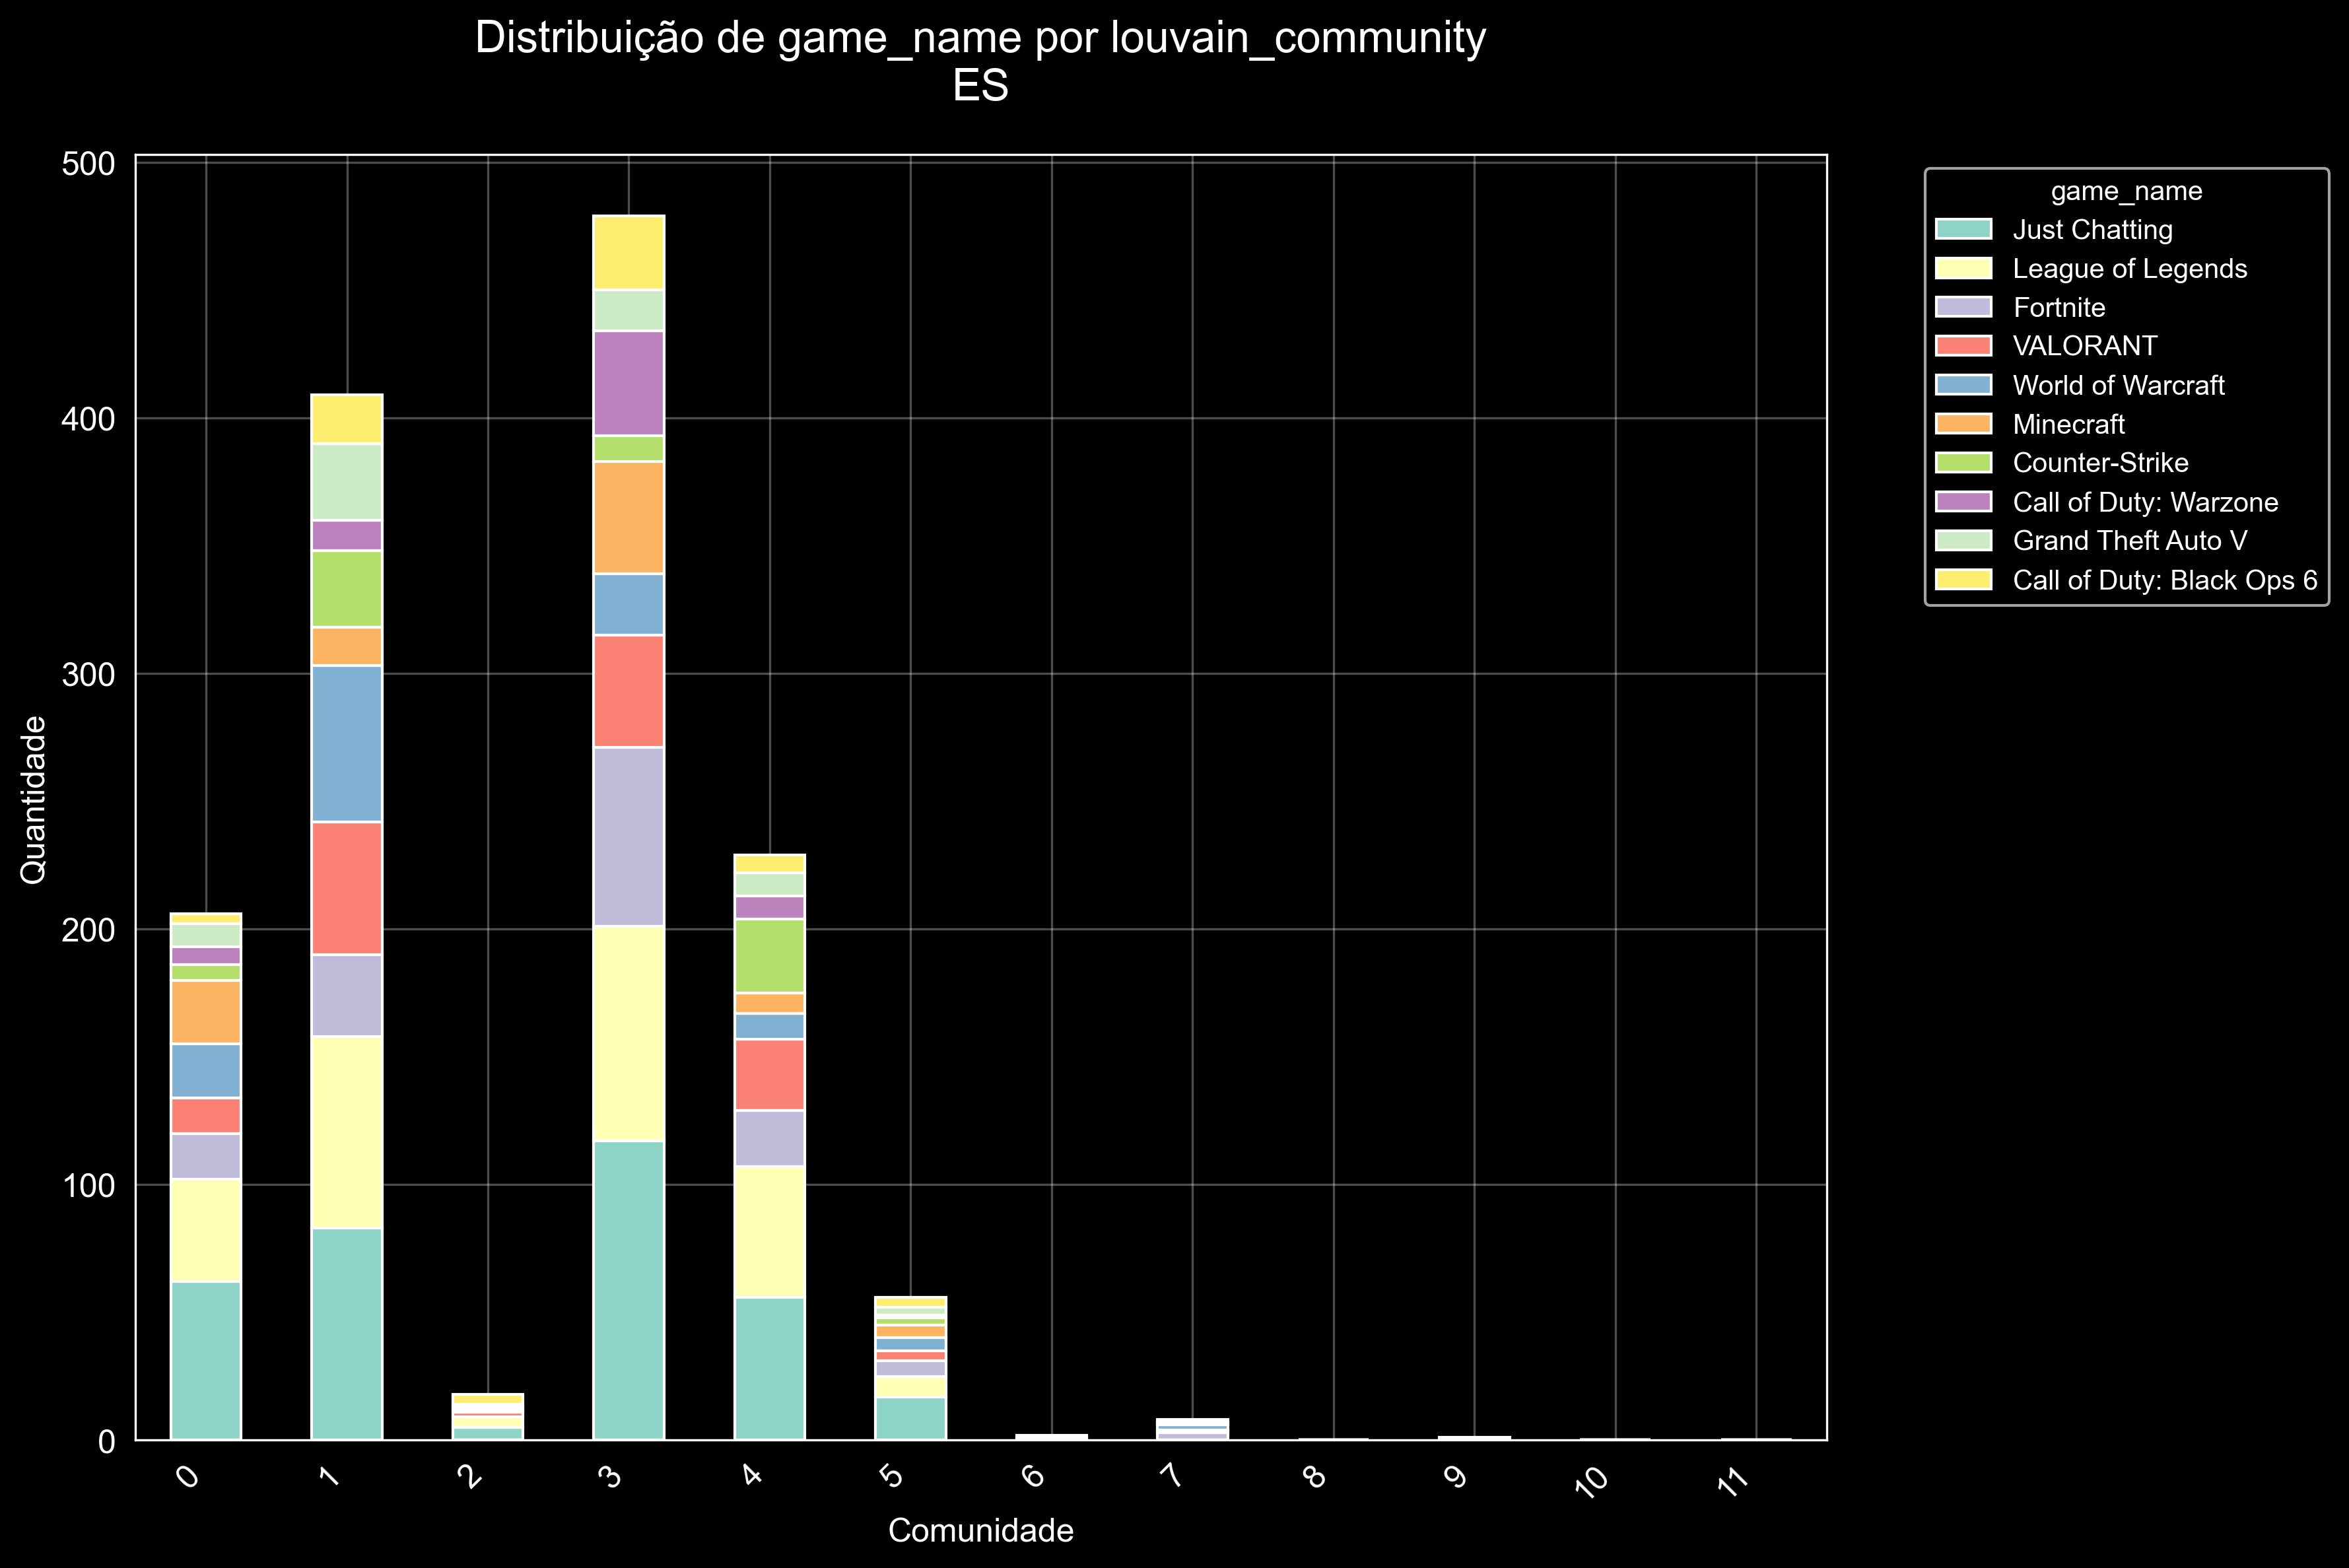 Distribuição de game_name por louvain_community
ES
500
400
300
200
100
0
Quantidade
0
1
2
3
4
5
6
7
8
9
10
11
Comunidade
game_name
Just Chatting
League of Legends
Fortnite
VALORANT
World of Warcraft
Minecraft
Counter-Strike
Call of Duty: Warzone
Grand Theft Auto V
Call of Duty: Black Ops 6